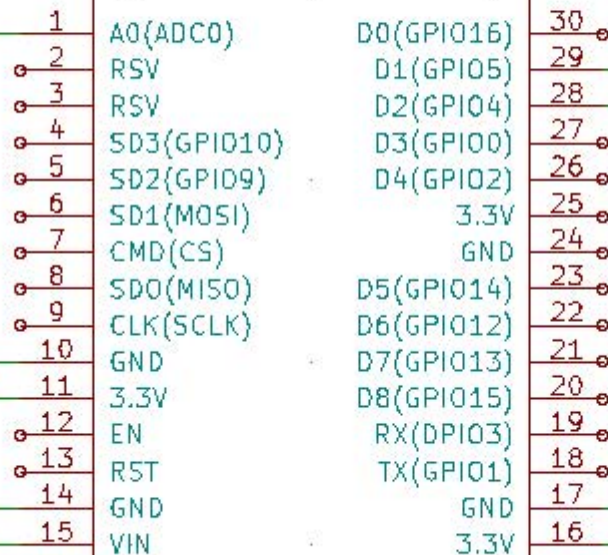 1 A0(ADC0) D0(GPIO16) 30
2 RSV D1(GPIO5) 29
3 RSV D2(GPIO4) 28
4 SD3(GPIO10) D3(GPIO0) 27
5 SD2(GPIO9) D4(GPIO2) 26
6 SD1(MOSI) 3.3V 25
7 CMD(CS) GND 24
8 SD0(MISO) D5(GPIO14) 23
9 CLK(SCLK) D6(GPIO12) 22
10 GND D7(GPIO13) 21
11 3.3V D8(GPIO15) 20
12 EN RX(DPIO3) 19
13 RST TX(GPIO1) 18
14 GND GND 17
15 VIN 3.3V 16